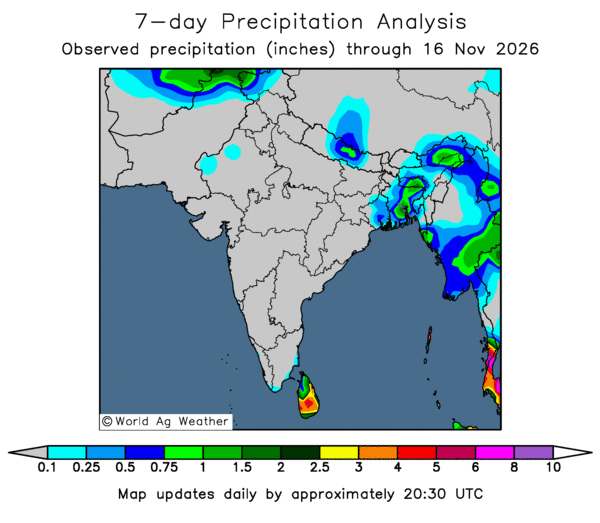 7-day Precipitation Analysis
Observed precipitation (inches) through 16 Nov 2026
©World Ag Weather
0.1 0.25 0.5 0.75 1 1.5 2 2.5 3 4 5 6 8 10
Map updates daily by approximately 20:30 UTC